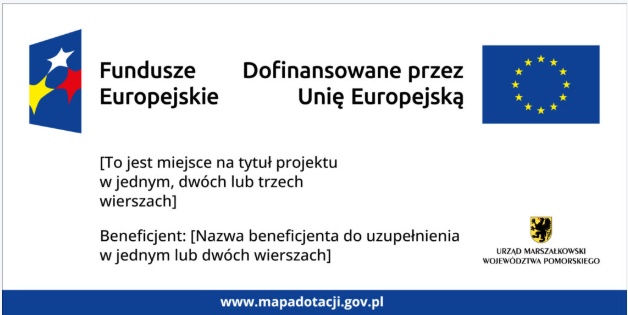 Fundusze
Europejskie
Dofinansowane przez
Unię Europejską
[To jest miejsce na tytuł projektu
w jednym, dwóch lub trzech
wierszach]
Beneficjent: [Nazwa beneficjenta do uzupełnienia
w jednym lub dwóch wierszach]
URZĄD MARSZAŁKOWSKI
WOJEWÓDZTWA POMORSKIEGO
www.mapadotacji.gov.pl